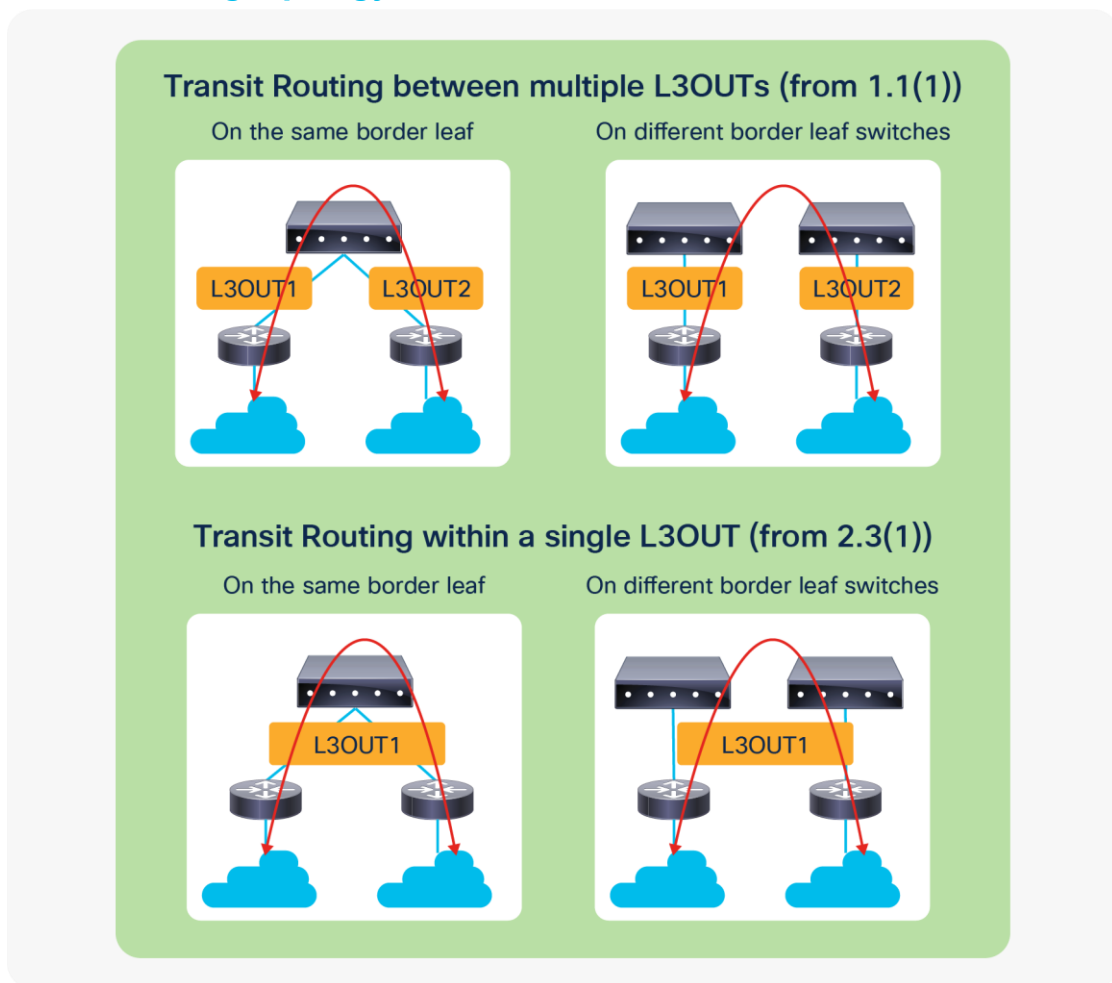 Transit Routing between multiple L3OUTs (from 1.1(1))
On the same border leaf
On different border leaf switches
L3OUT1
L3OUT2
L3OUT1
L3OUT2
Transit Routing within a single L3OUT (from 2.3(1))
On the same border leaf
On different border leaf switches
L3OUT1
L3OUT1